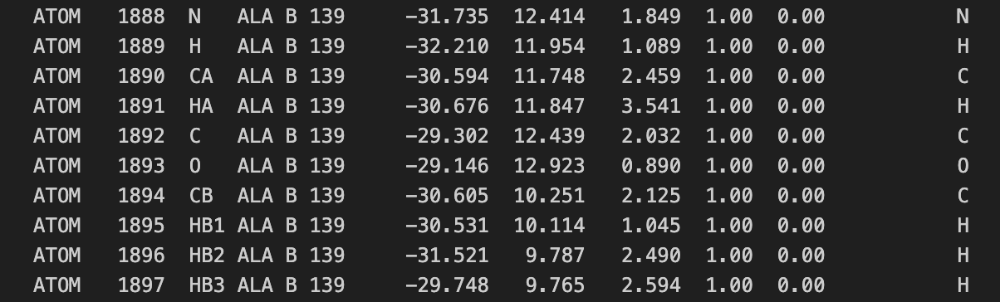 ATOM   1888  N   ALA B 139     -31.735  12.414   1.849  1.00  0.00           N
ATOM   1889  H   ALA B 139     -32.210  11.954   1.089  1.00  0.00           H
ATOM   1890  CA  ALA B 139     -30.594  11.748   2.459  1.00  0.00           C
ATOM   1891  HA  ALA B 139     -30.676  11.847   3.541  1.00  0.00           H
ATOM   1892  C   ALA B 139     -29.302  12.439   2.032  1.00  0.00           C
ATOM   1893  O   ALA B 139     -29.146  12.923   0.890  1.00  0.00           O
ATOM   1894  CB  ALA B 139     -30.605  10.251   2.125  1.00  0.00           C
ATOM   1895  HB1 ALA B 139     -30.531  10.114   1.045  1.00  0.00           H
ATOM   1896  HB2 ALA B 139     -31.521   9.787   2.490  1.00  0.00           H
ATOM   1897  HB3 ALA B 139     -29.748   9.765   2.594  1.00  0.00           H